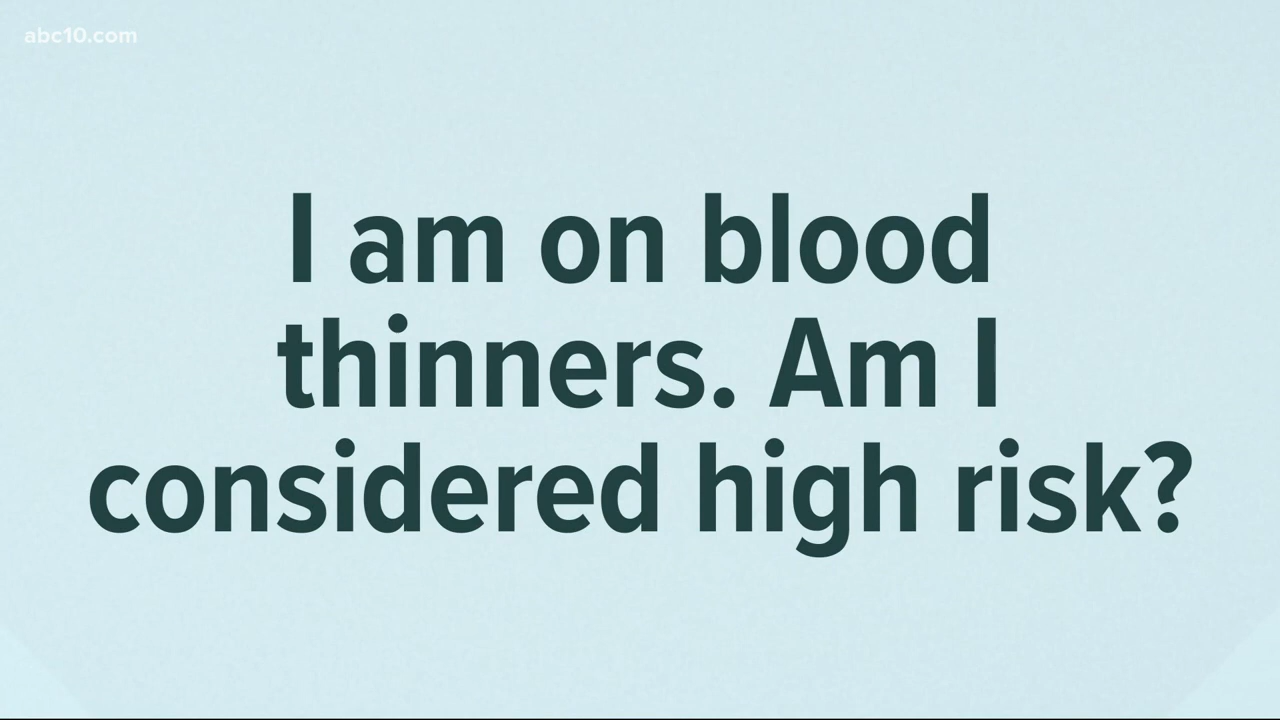 abc10.com
I am on blood
thinners. Am I
considered high risk?